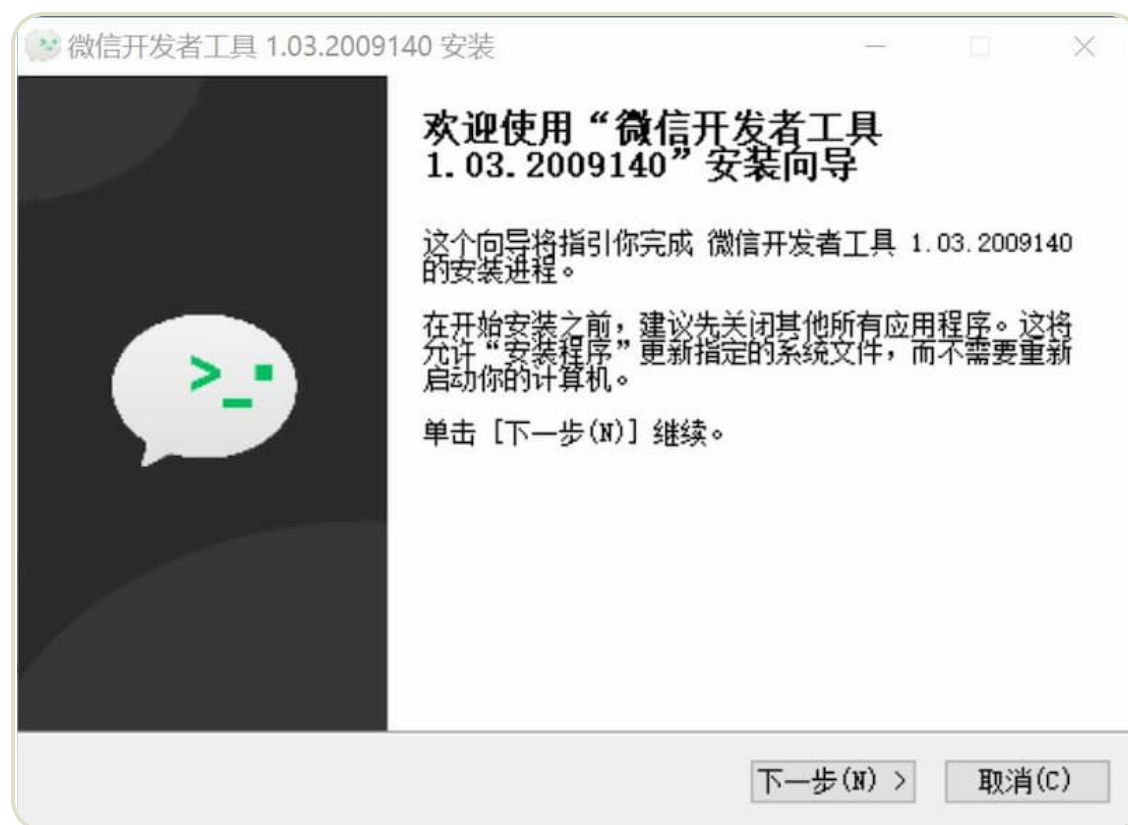 微信开发者工具 1.03.2009140 安装
欢迎使用“微信开发者工具
1.03.2009140”安装向导
这个向导将指引你完成 微信开发者工具 1.03.2009140
的安装进程。
在开始安装之前，建议先关闭其他所有应用程序。这将
允许“安装程序”更新指定的系统文件，而不需要重新
启动你的计算机。
单击 [下一步(N)] 继续。
下一步(N) >
取消(C)